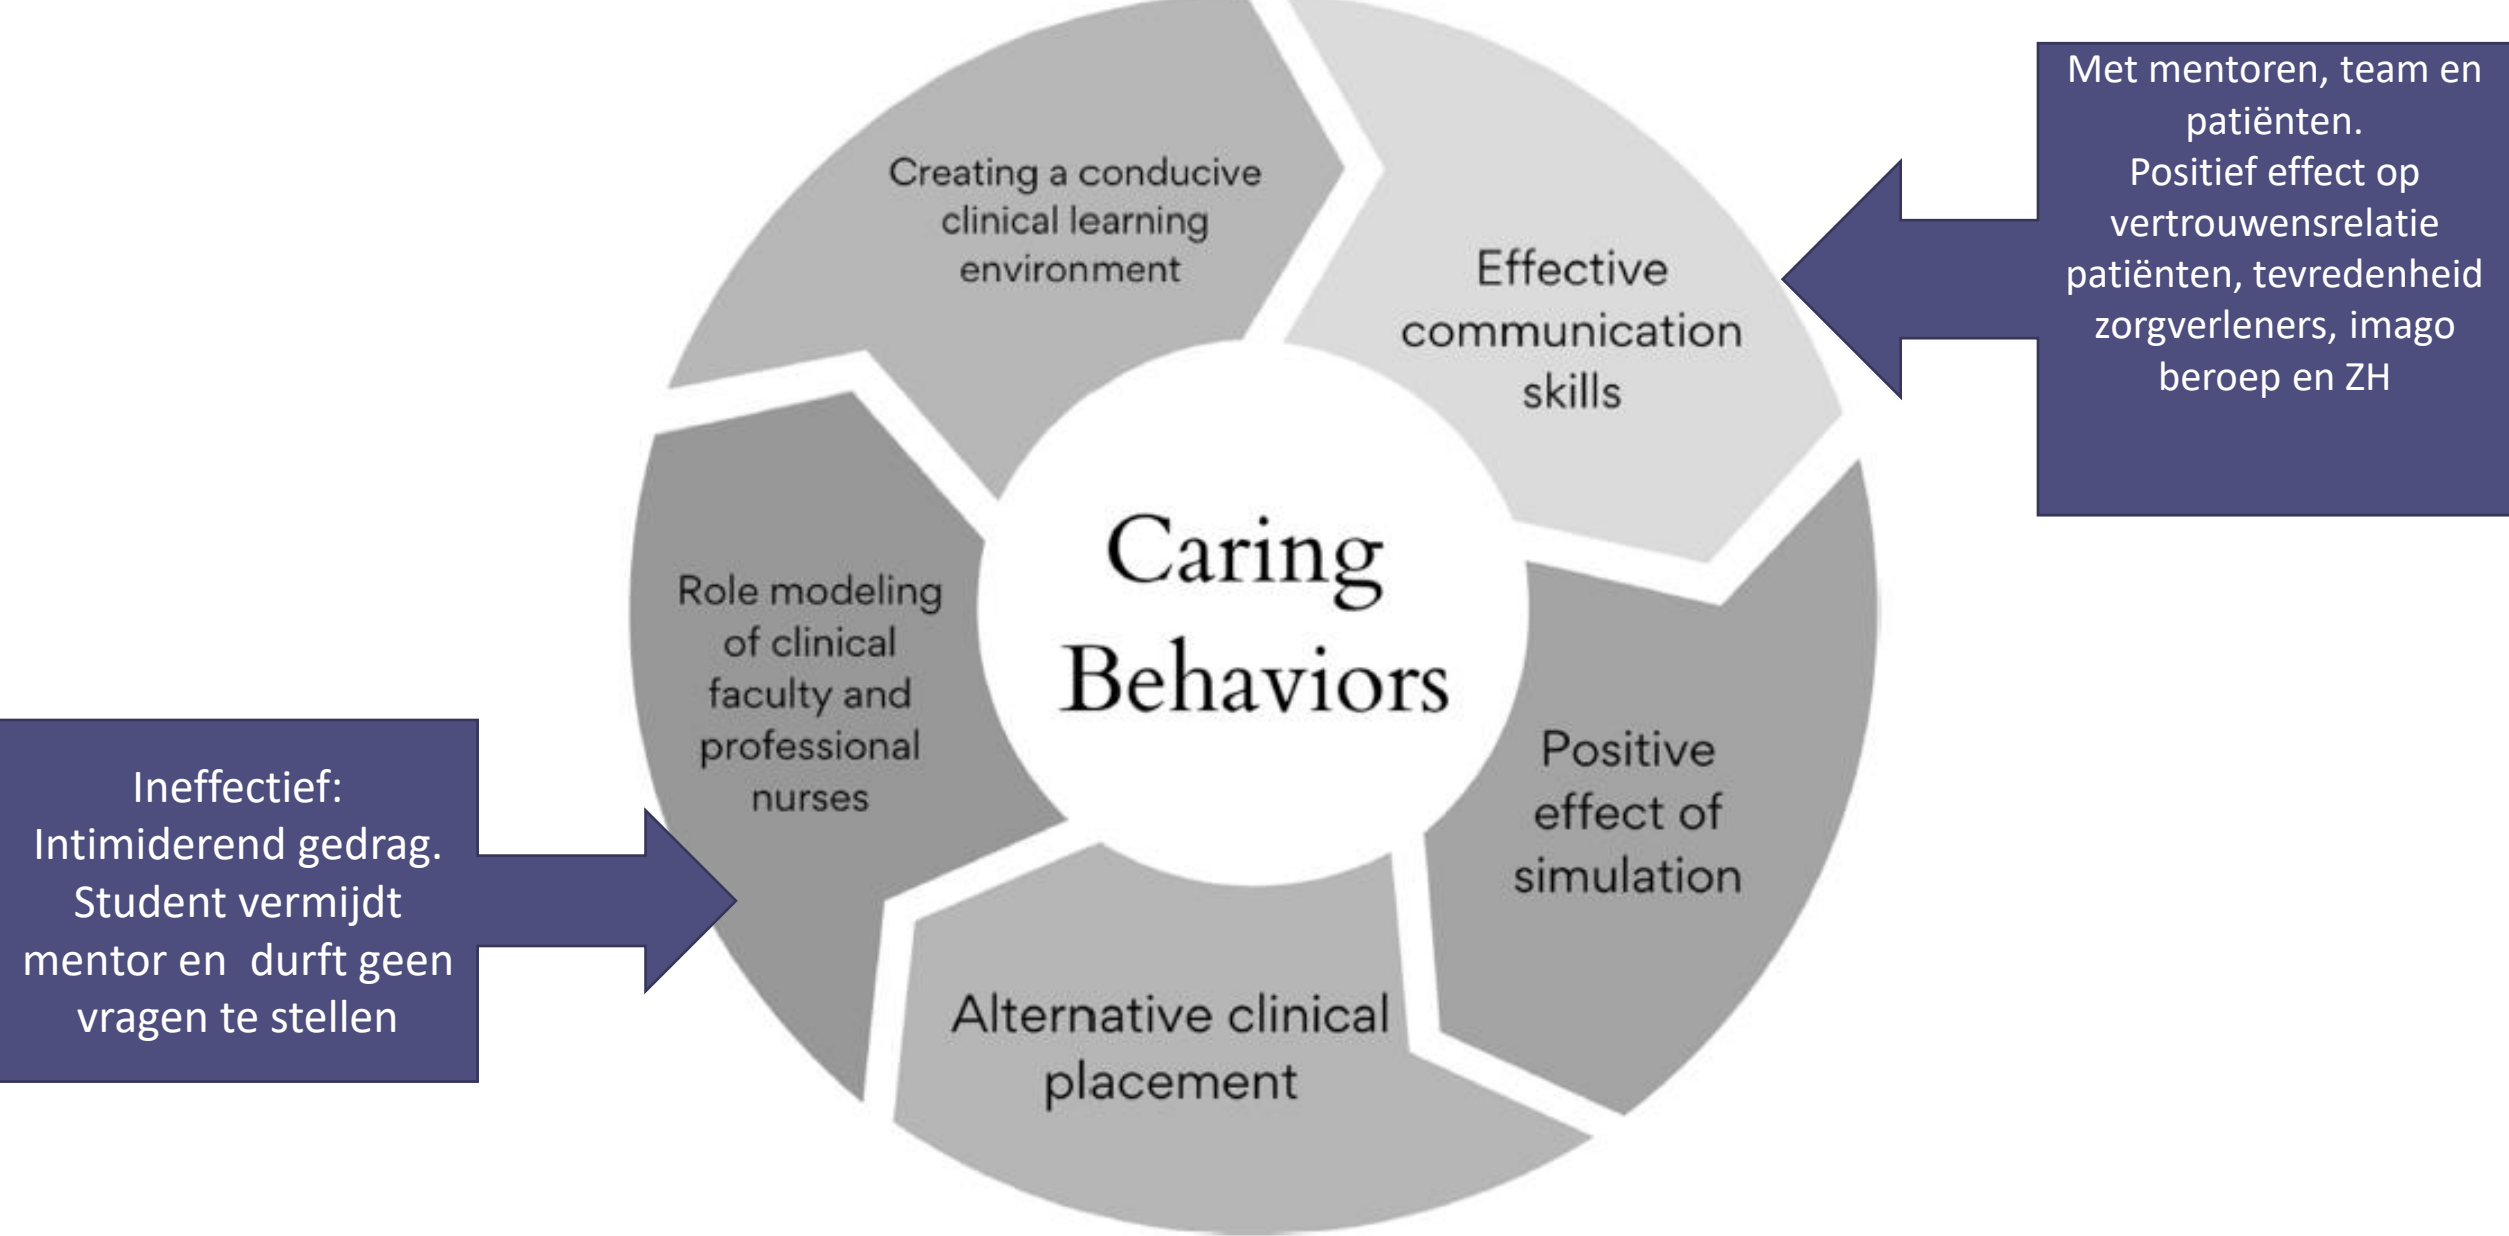 Creating a conducive
clinical learning
environment
Effective
communication
skills
Met mentoren, team en
patiënten.
Positief effect op
vertrouwensrelatie
patiënten, tevredenheid
zorgverleners, imago
beroep en ZH
Caring
Behaviors
Role modeling
of clinical
faculty and
professional
nurses
Positive
effect of
simulation
Alternative clinical
placement
Ineffectief:
Intimiderend gedrag.
Student vermijdt
mentor en  durft geen
vragen te stellen